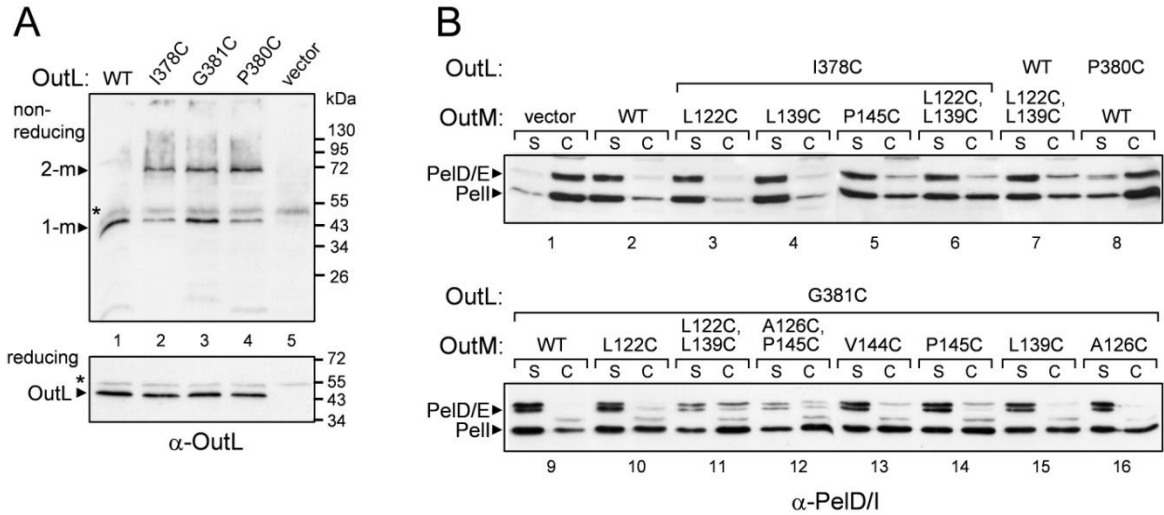 A
OutL: WT I378C G381C P380C vector
non-
reducing
kDa
130
95
72
2-m
55
*
1-m
43
34
26
1 2 3 4 5
reducing
72
*
55
OutL
43
34
α-OutL
B
OutL: I378C WT P380C
OutM: vector WT L122C L139C P145C L122C, L139C L122C, L139C WT
S C S C S C S C S C S C S C S C
PelD/E
PelI
1 2 3 4 5 6 7 8
OutL: G381C
OutM: WT L122C L122C, L139C A126C, P145C V144C P145C L139C A126C
S C S C S C S C S C S C S C S C
PelD/E
PelI
9 10 11 12 13 14 15 16
α-PelD/I